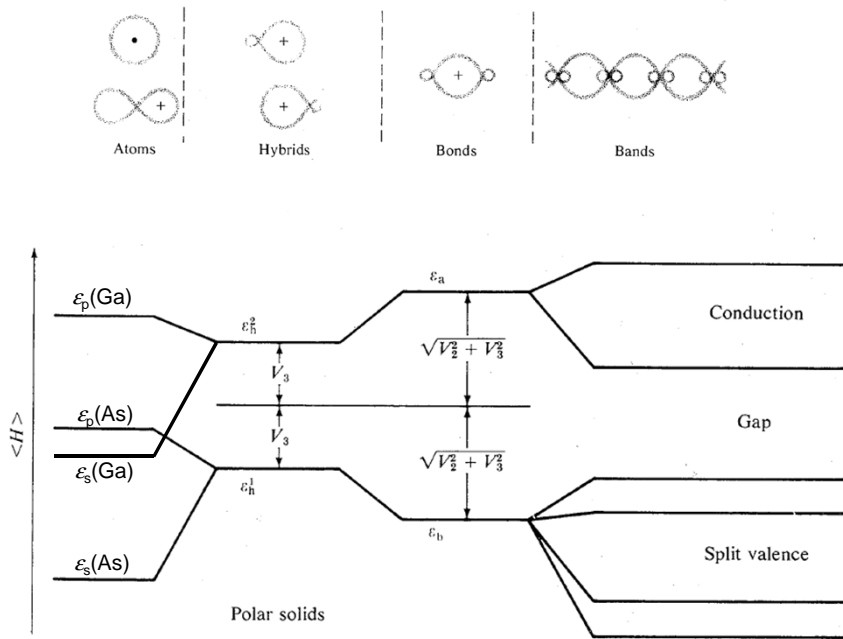 Atoms Hybrids Bonds Bands
<H>
εp(Ga)
εp(As)
εs(Ga)
εs(As)
εh²
V₃
V₃
εh¹
εa
√V₂² + V₃²
√V₂² + V₃²
εb
Conduction
Gap
Split valence
Polar solids